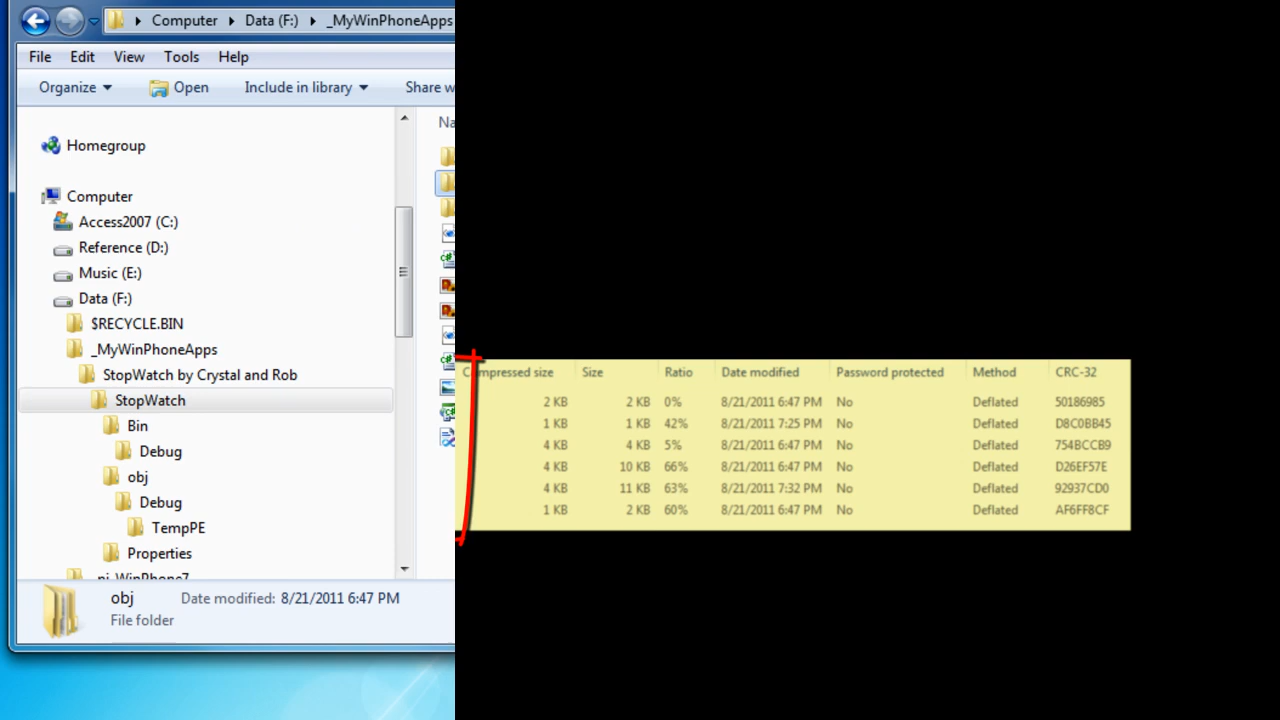 Computer Data (F:) _MyWinPhoneApps
File Edit View Tools Help
Organize Open Include in library Share w
Na
Homegroup
Computer
Access2007 (C:)
Reference (D:)
Music (E:)
Data (F:)
$RECYCLE.BIN
_MyWinPhoneApps
StopWatch by Crystal and Rob
StopWatch
Bin
Debug
obj
Debug
TempPE
Properties
obj Date modified: 8/21/2011 6:47 PM
File folder
Compressed size Size Ratio Date modified Password protected Method CRC-32
2 KB 2 KB 0% 8/21/2011 6:47 PM No Deflated 50186985
1 KB 1 KB 42% 8/21/2011 7:25 PM No Deflated D8C0BB45
4 KB 4 KB 5% 8/21/2011 6:47 PM No Deflated 754BCCB9
4 KB 10 KB 66% 8/21/2011 6:47 PM No Deflated D26EF57E
4 KB 11 KB 63% 8/21/2011 7:32 PM No Deflated 92937CD0
1 KB 2 KB 60% 8/21/2011 6:47 PM No Deflated AF6FF8CF